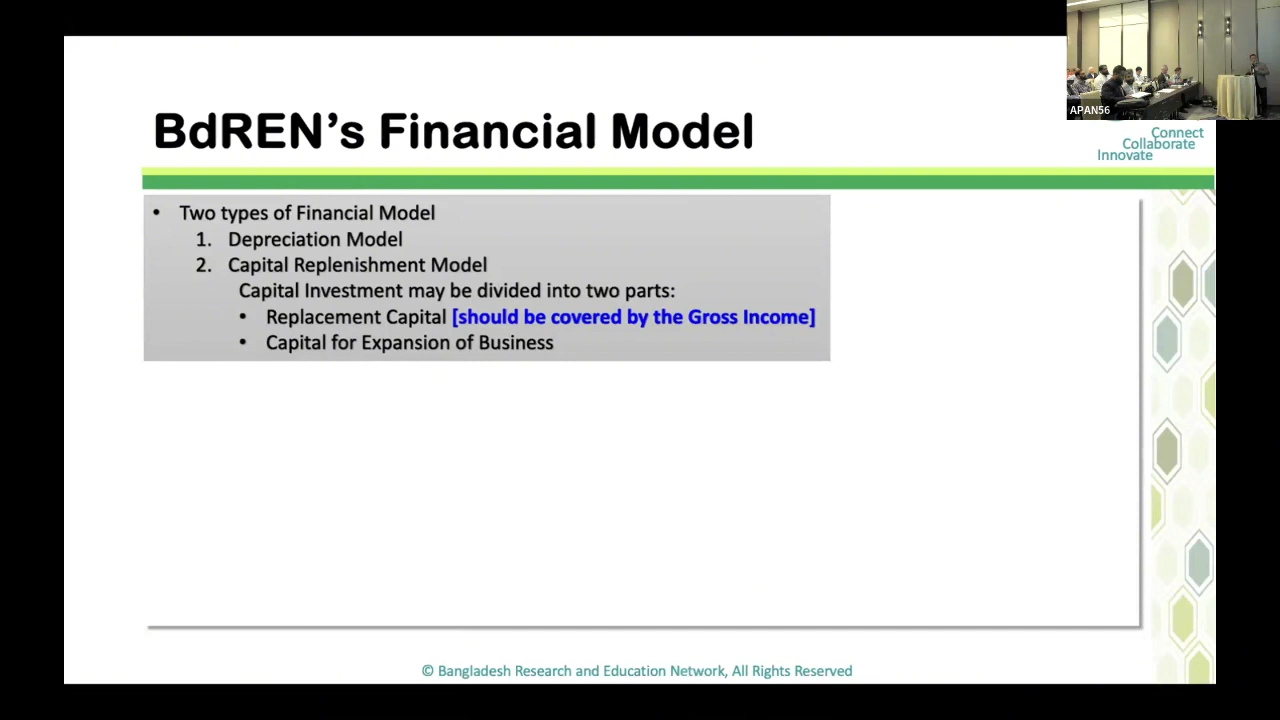 APAN56
BdREN’s Financial Model
Connect
Collaborate
Innovate
• Two types of Financial Model
1. Depreciation Model
2. Capital Replenishment Model
Capital Investment may be divided into two parts:
• Replacement Capital [should be covered by the Gross Income]
• Capital for Expansion of Business
© Bangladesh Research and Education Network, All Rights Reserved